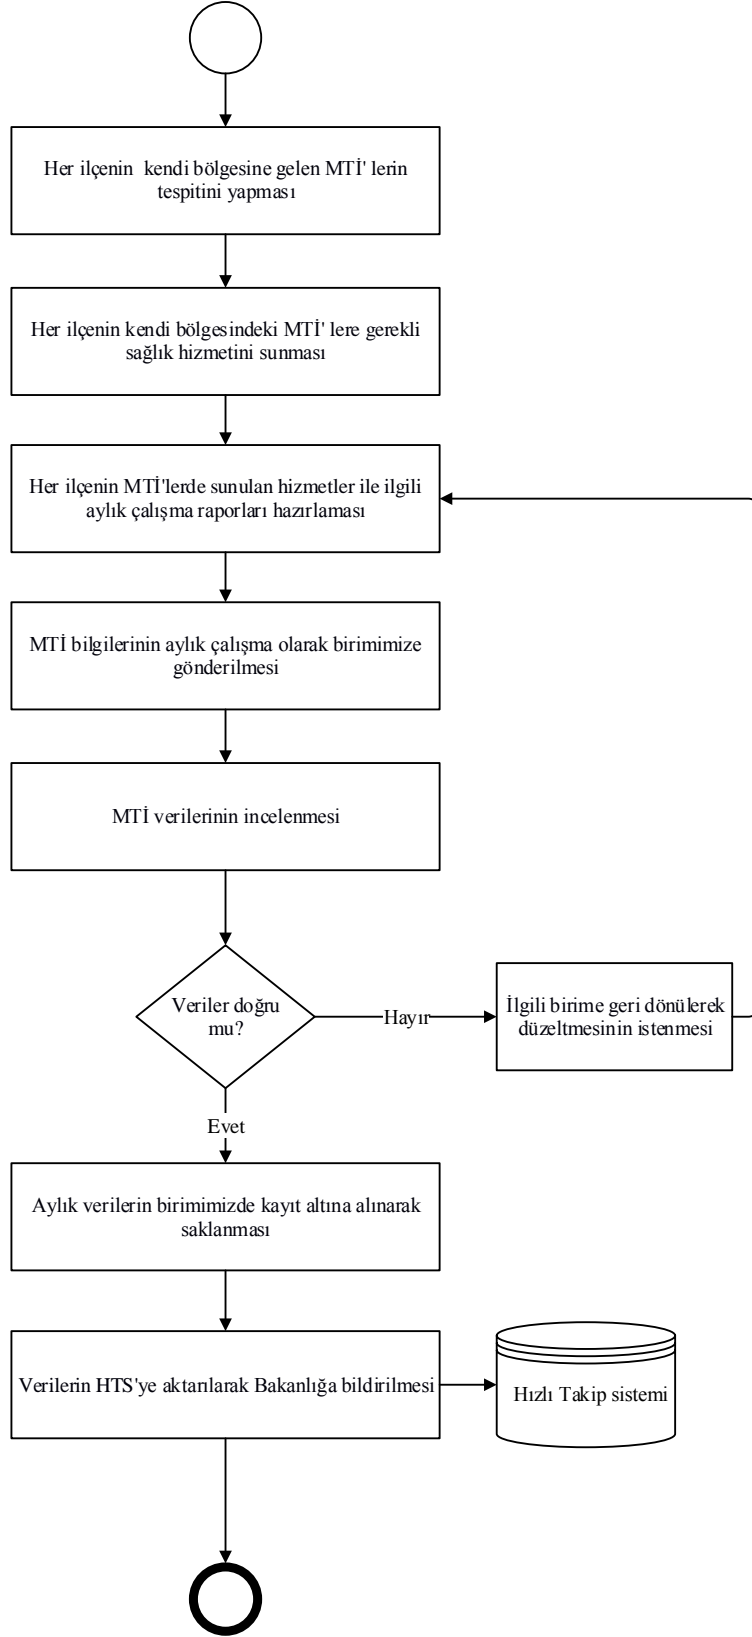 Her ilçenin  kendi bölgesine gelen MTİ' lerin
tespitini yapması
Her ilçenin kendi bölgesindeki MTİ' lere gerekli
sağlık hizmetini sunması
Her ilçenin MTİ'lerde sunulan hizmetler ile ilgili
aylık çalışma raporları hazırlaması
MTİ bilgilerinin aylık çalışma olarak birimimize
gönderilmesi
MTİ verilerinin incelenmesi
Veriler doğru
mu?
Hayır
İlgili birime geri dönülerek
düzeltmesinin istenmesi
Evet
Aylık verilerin birimimizde kayıt altına alınarak
saklanması
Verilerin HTS'ye aktarılarak Bakanlığa bildirilmesi
Hızlı Takip sistemi